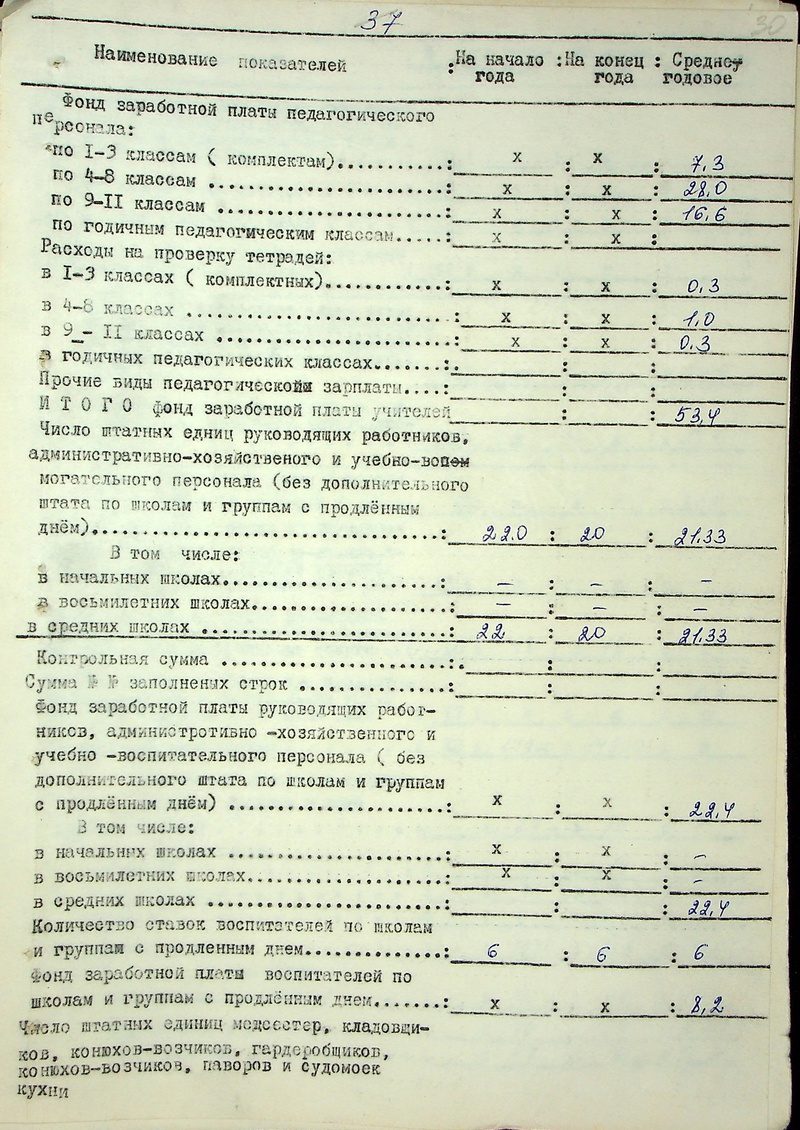 37
30
Наименование показателей :На начало :На конец : Средне
года года годовое
Фонд заработной платы педагогического
персонала:
по I-3 классам ( комплектам)...........: х : х : 7,3
по 4-8 классам ........................: х : х : 28,0
по 9-II классам .......................: х : х : 16,6
по годичным педагогическим классам.....: х : х :
Расходы на проверку тетрадей:
в I-3 классах ( комплектных)...........: х : х : 0,3
в 4-8 классах .........................: х : х : 1,0
в 9_- II классах ......................: х : х : 0,3
в годичных педагогических классах.......: : :
Прочие виды педагогической зарплаты....: : :
И Т О Г О фонд заработной платы учителей : : 53,4
Число штатных едниц руководящих работников,
административно-хозяйственого и учебно-вспом
могательного персонала (без дополнительного
штата по школам и группам с продлённым
днём)..................................: 22.0 : 20 : 21,33
В том числе:
в начальных школах.....................: — : — : —
в восьмилетних школах..................: — : — : —
в средних школах ......................: 22 : 20 : 21,33
Контрольная сумма .....................: : :
Сумма заполненых строк ...............: : :
Фонд заработной платы руководящих работ-
ников, администротивно -хозяйственного и
учебно -воспитательного персонала ( без
дополнительного штата по школам и группам
с продлённым днём) ....................: х : х : 22,4
В том числе:
в начальных школах ....................: х : х : —
в восьмилетних школах..................: х : х : —
в средних школах ......................: : : 22,4
Количество ставок воспитателей по школам
и группам с продленным днем..............: 6 : 6 : 6
Фонд заработной платы воспитателей по
школам и группам с продлённым днем.......: х : х : 8,2
Число штатных единиц медсестер, кладовщи-
ков, конюхов-возчиков, гардеробщиков,
конюхов-возчиков, паворов и судомоек
кухни